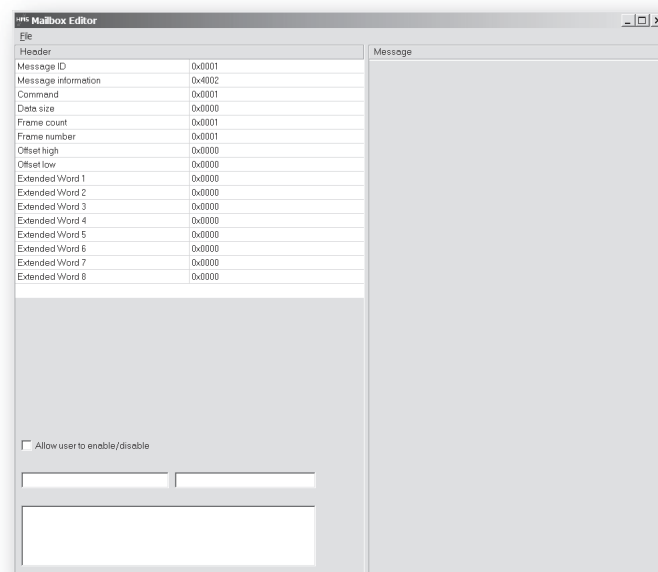 HMS Mailbox Editor
File
Header
Message ID 0x0001
Message information 0x4002
Command 0x0001
Data size 0x0000
Frame count 0x0001
Frame number 0x0001
Offset high 0x0000
Offset low 0x0000
Extended Word 1 0x0000
Extended Word 2 0x0000
Extended Word 3 0x0000
Extended Word 4 0x0000
Extended Word 5 0x0000
Extended Word 6 0x0000
Extended Word 7 0x0000
Extended Word 8 0x0000
Allow user to enable/disable
Message